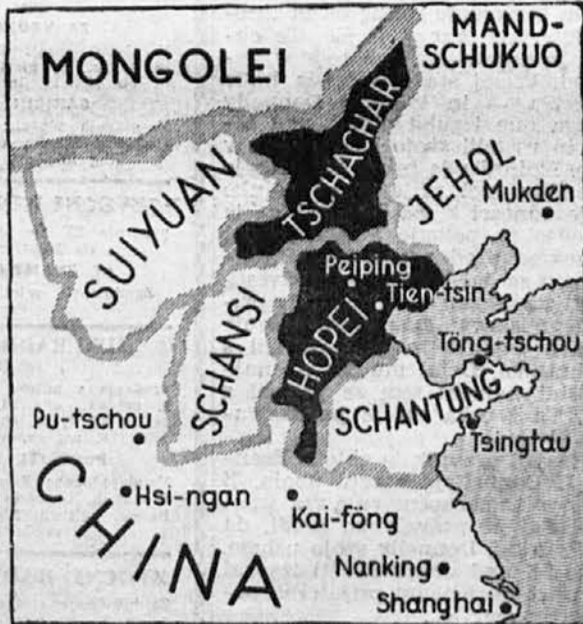 MAND-
SCHUKUO
MONGOLEI
TSCHACHAR
JEHOL
Mukden
SUIYUAN
Peiping
Tien-tsin
SCHANSI
HOPEI
Töng-tschou
SCHANTUNG
Pu-tschou
Tsingtau
Hsi-ngan
Kai-föng
CHINA
Nanking
Shanghai